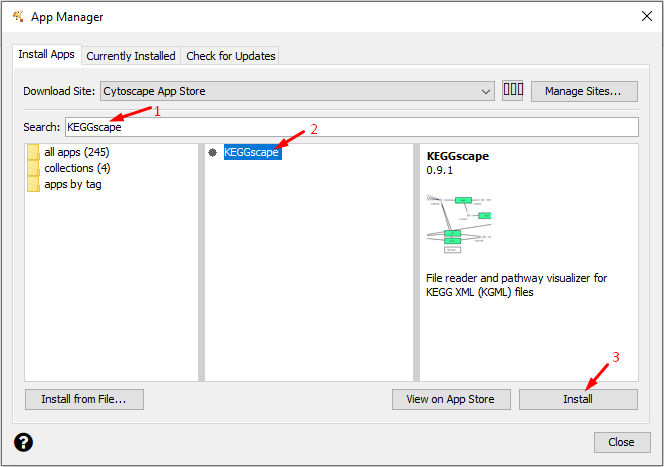 App Manager
Install Apps
Currently Installed
Check for Updates
Download Site:
Cytoscape App Store
Manage Sites...
1
Search:
KEGGscape
2
all apps (245)
collections (4)
apps by tag
KEGGscape
KEGGscape
0.9.1
File reader and pathway visualizer for
KEGG XML (KGML) files
3
Install from File...
View on App Store
Install
?
Close